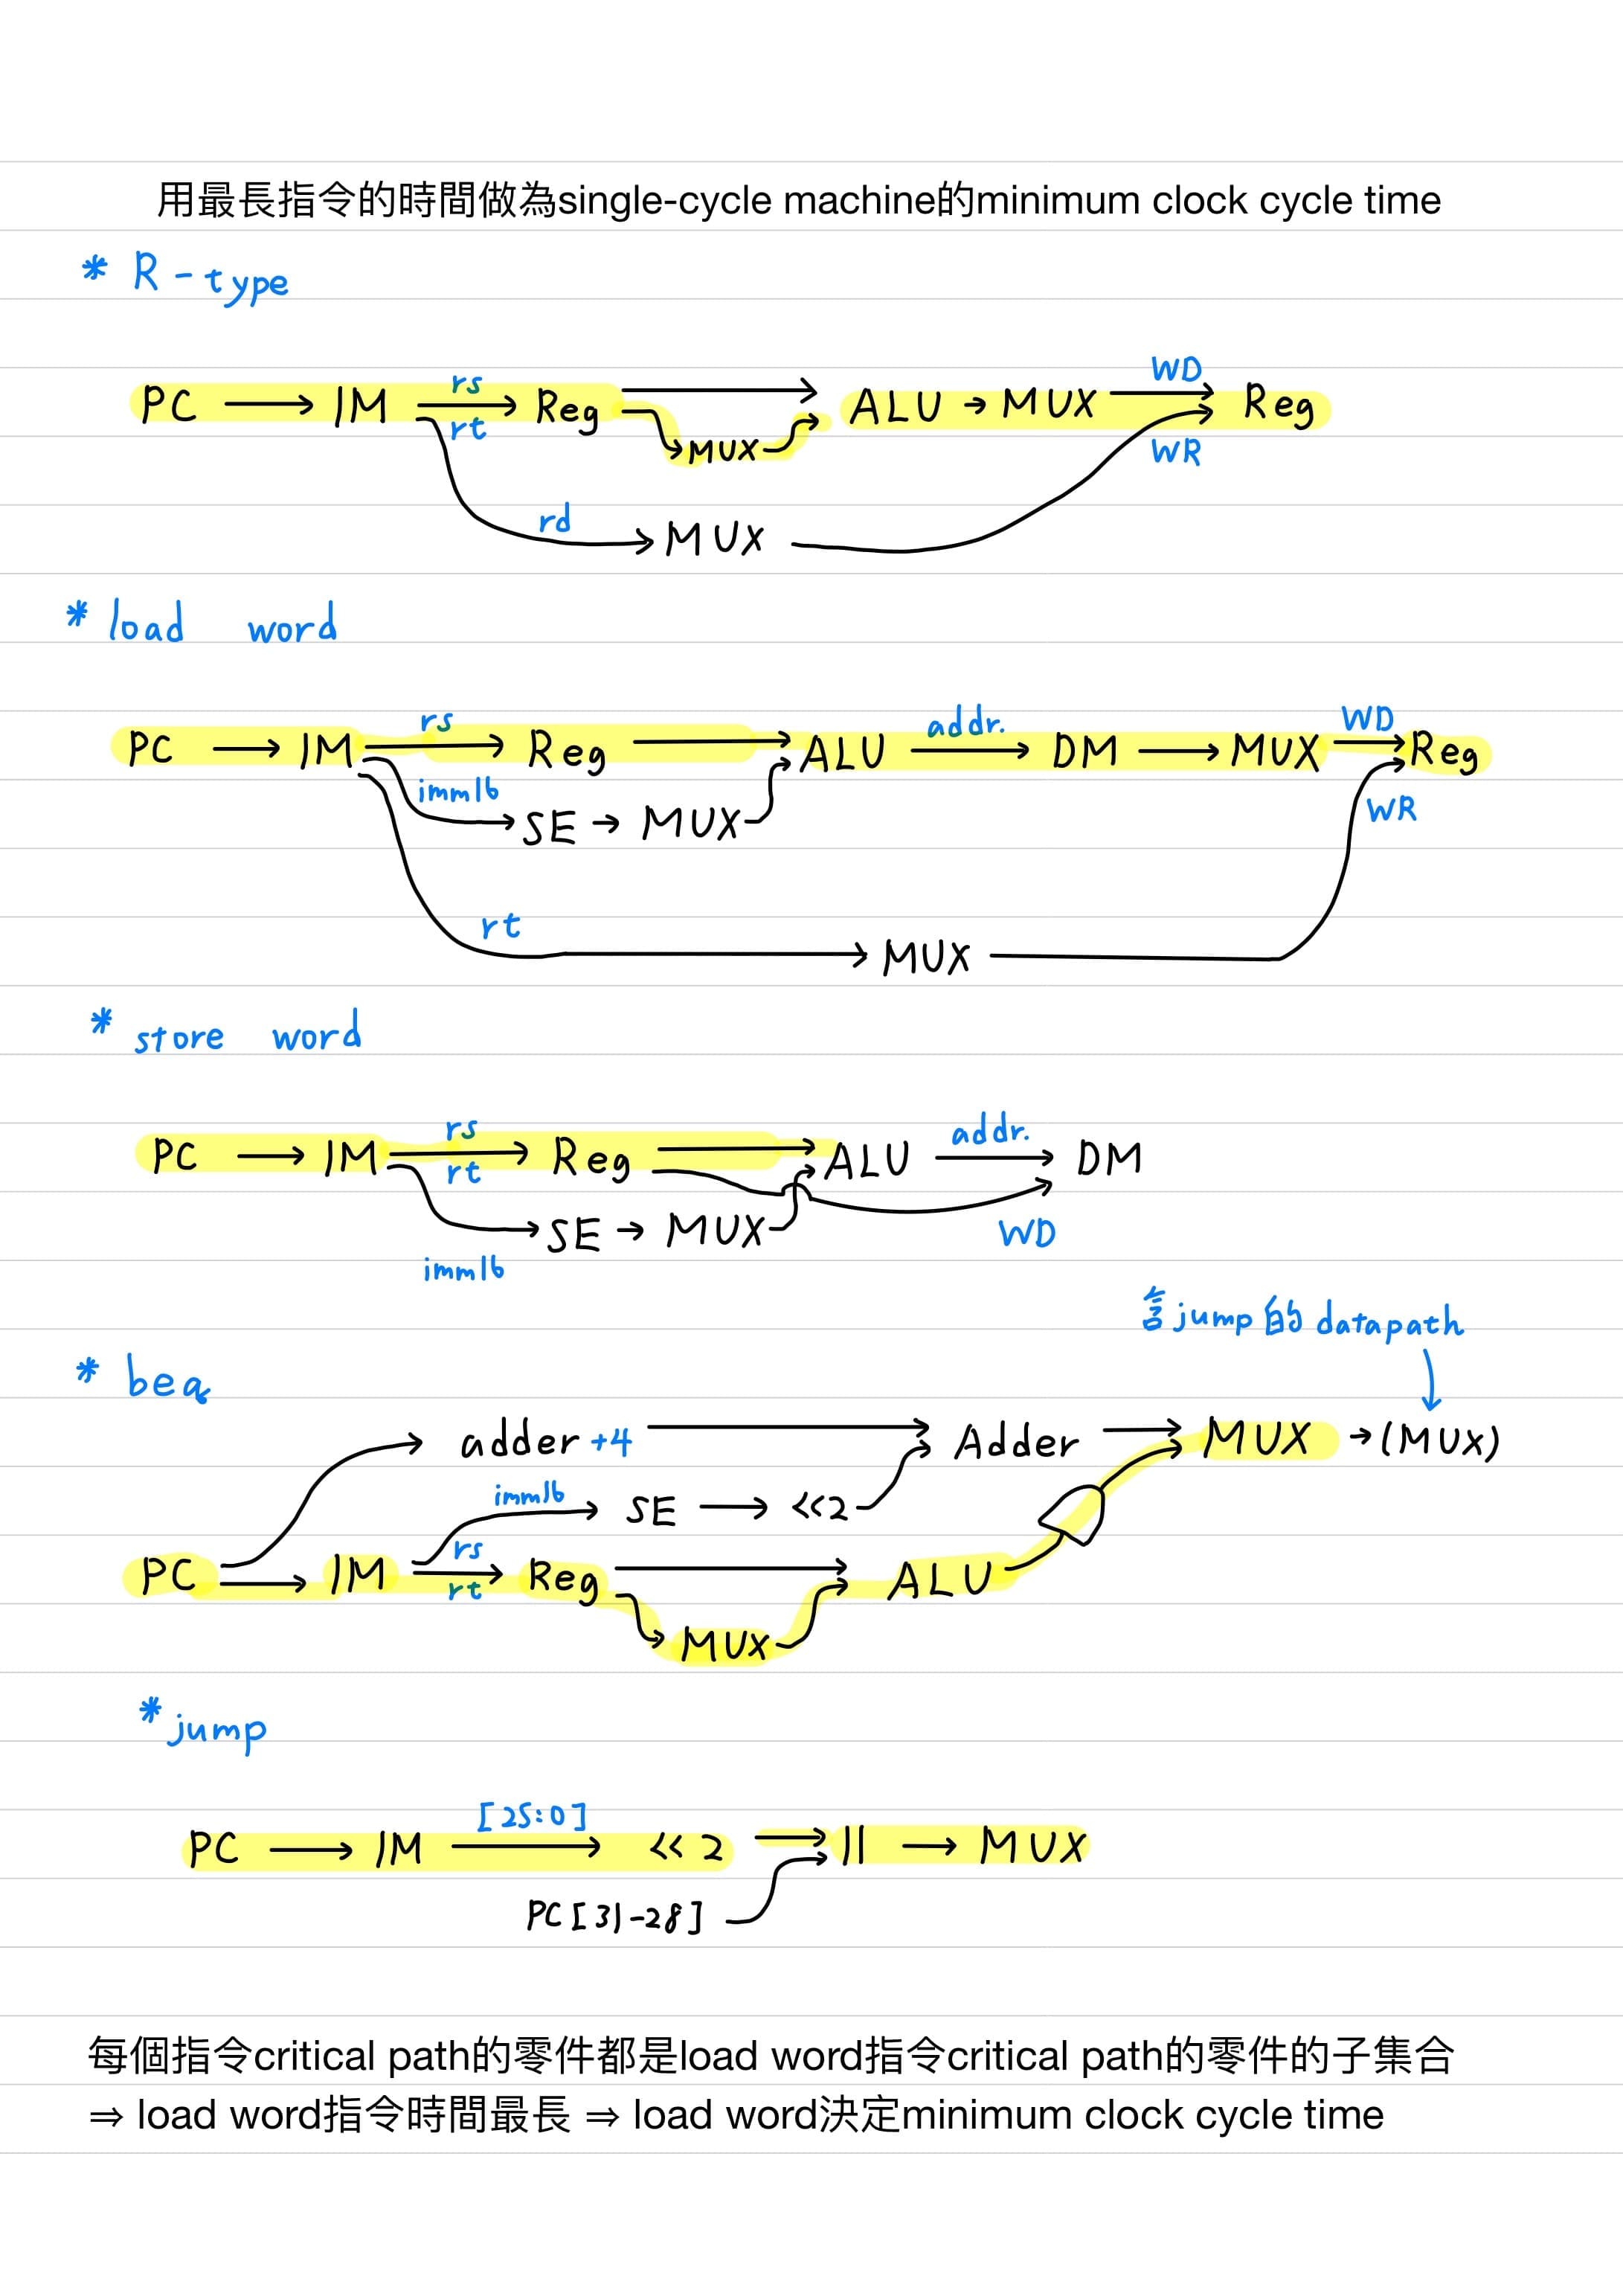 用最長指令的時間做為single-cycle machine的minimum clock cycle time
* R-type
PC → IM rs rt → Reg → ALU → MUX WD → Reg
MUX WR
rd → MUX
* load word
PC → IM rs → Reg → ALU addr. → DM → MUX WD → Reg
imm16 SE → MUX WR
rt → MUX
* store word
PC → IM rs rt → Reg → ALU addr. → DM
imm16 SE → MUX WD
含jump的datapath
* beq
adder +4 → Adder → MUX → (MUX)
imm16 → SE → <<2
PC → IM rs rt → Reg → ALU
MUX
* jump
PC → IM [25:0] → <<2 → || → MUX
PC[31-28]
每個指令critical path的零件都是load word指令critical path的零件的子集合
⇒ load word指令時間最長 ⇒ load word決定minimum clock cycle time